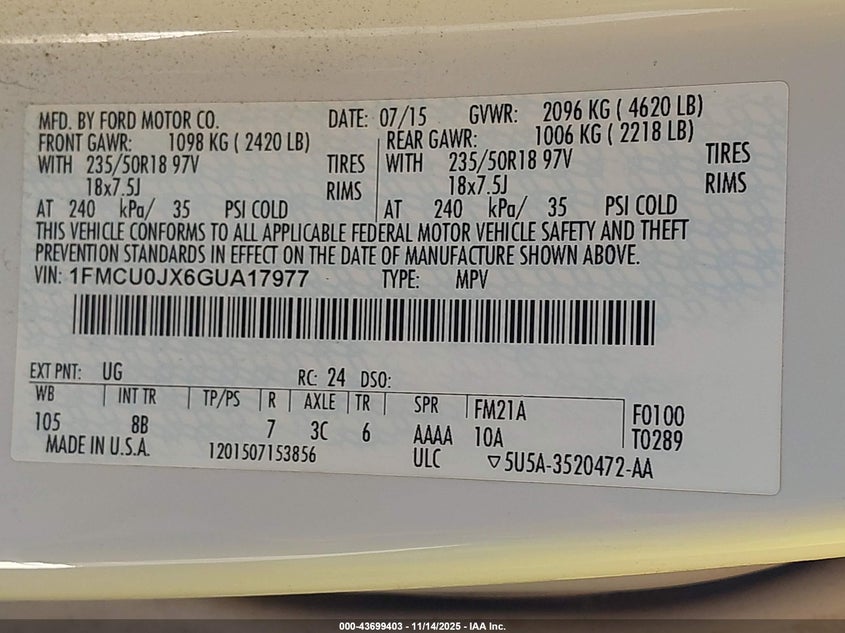 MFD. BY FORD MOTOR CO. DATE: 07/15 GVWR: 2096 KG ( 4620 LB)
FRONT GAWR: 1098 KG ( 2420 LB) REAR GAWR: 1006 KG ( 2218 LB)
WITH 235/50R18 97V TIRES WITH 235/50R18 97V TIRES
18x7.5J RIMS 18x7.5J RIMS
AT 240 kPa/ 35 PSI COLD AT 240 kPa/ 35 PSI COLD
THIS VEHICLE CONFORMS TO ALL APPLICABLE FEDERAL MOTOR VEHICLE SAFETY AND THEFT
PREVENTION STANDARDS IN EFFECT ON THE DATE OF MANUFACTURE SHOWN ABOVE.
VIN: 1FMCU0JX6GUA17977 TYPE: MPV
EXT PNT: UG RC: 24 DSO:
WB INT TR TP/PS R AXLE TR SPR FM21A F0100
105 8B 7 3C 6 AAAA 10A T0289
MADE IN U.S.A. 1201507153856 ULC ▽5U5A-3520472-AA
000-43699403 - 11/14/2025 - IAA Inc.